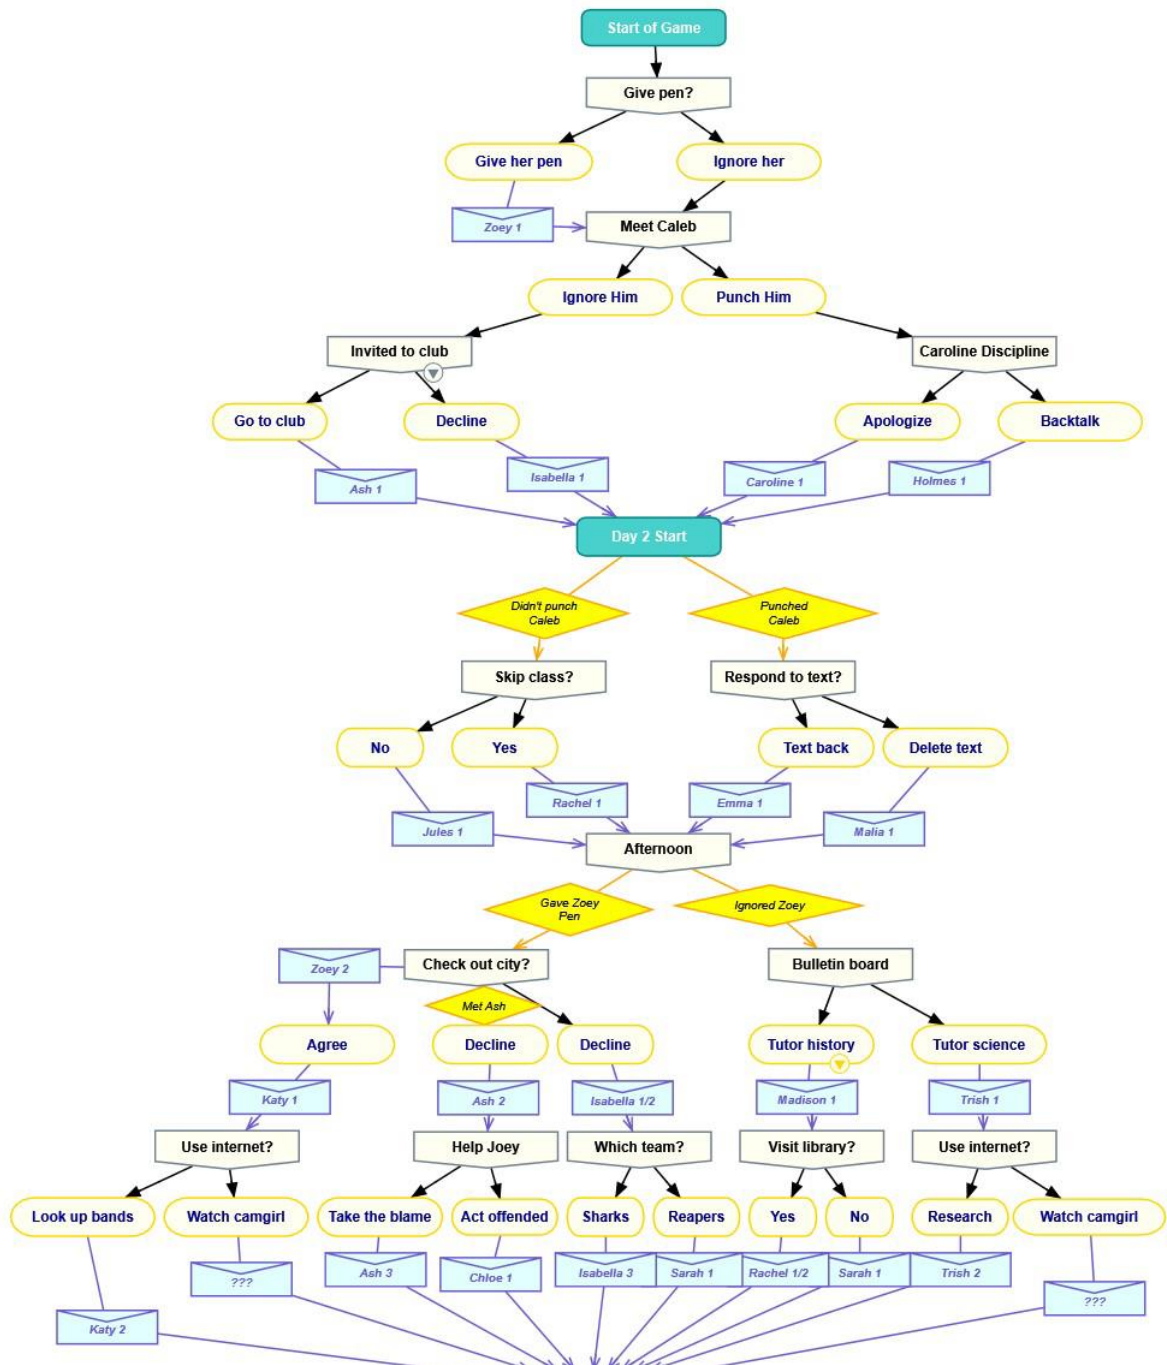 Start of Game
Give pen?
Give her pen
Ignore her
Zoey 1
Meet Caleb
Ignore Him
Punch Him
Invited to club
Caroline Discipline
Go to club
Decline
Apologize
Backtalk
Ash 1
Isabella 1
Caroline 1
Holmes 1
Day 2 Start
Didn't punch
Caleb
Punched
Caleb
Skip class?
Respond to text?
No
Yes
Text back
Delete text
Rachel 1
Emma 1
Jules 1
Malia 1
Afternoon
Gave Zoey
Pen
Ignored Zoey
Zoey 2
Check out city?
Bulletin board
Met Ash
Agree
Decline
Decline
Tutor history
Tutor science
Katy 1
Ash 2
Isabella 1/2
Madison 1
Trish 1
Use internet?
Help Joey
Which team?
Visit library?
Use internet?
Look up bands
Watch camgirl
Take the blame
Act offended
Sharks
Reapers
Yes
No
Research
Watch camgirl
???
Ash 3
Chloe 1
Isabella 3
Sarah 1
Rachel 1/2
Sarah 1
Trish 2
???
Katy 2